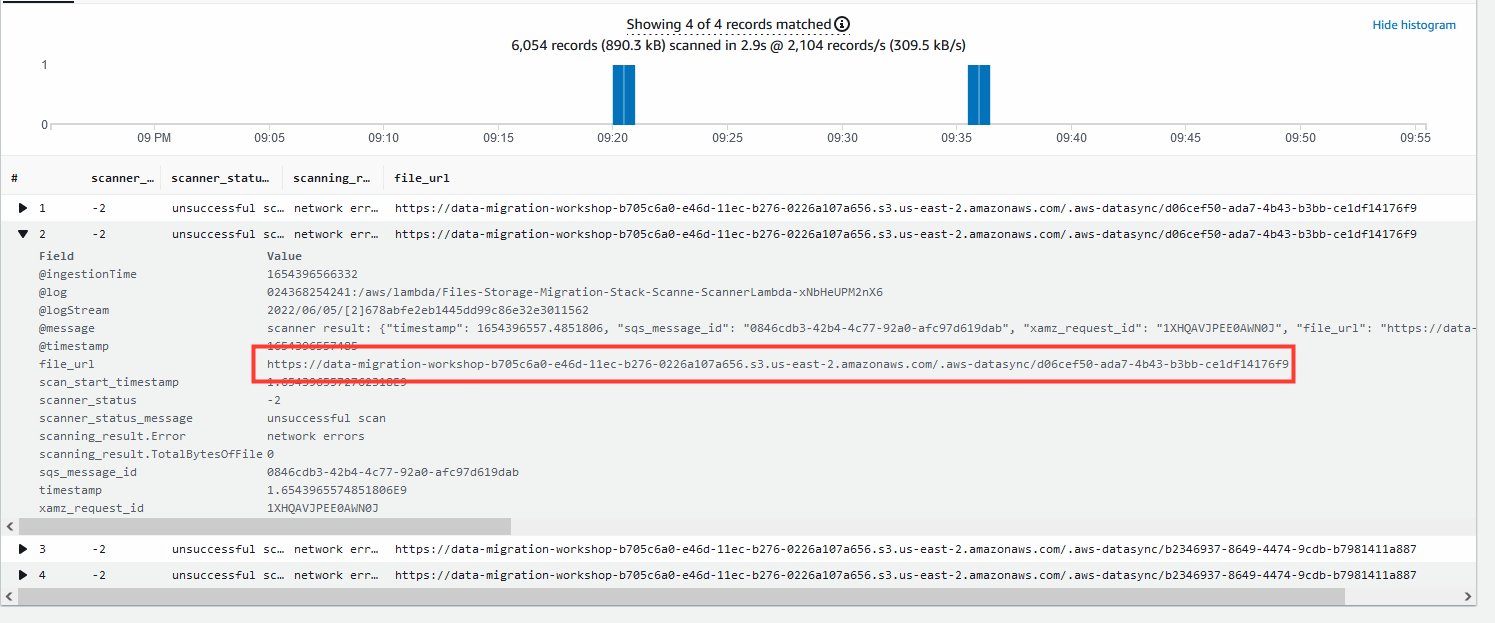 Showing 4 of 4 records matched
Hide histogram
6,054 records (890.3 kB) scanned in 2.9s @ 2,104 records/s (309.5 kB/s)
1
0
09 PM 09:05 09:10 09:15 09:20 09:25 09:30 09:35 09:40 09:45 09:50 09:55
# scanner_… scanner_statu… scanning_r… file_url
1 -2 unsuccessful sc… network err… https://data-migration-workshop-b705c6a0-e46d-11ec-b276-0226a107a656.s3.us-east-2.amazonaws.com/.aws-datasync/d06cef50-ada7-4b43-b3bb-ce1df14176f9
2 -2 unsuccessful sc… network err… https://data-migration-workshop-b705c6a0-e46d-11ec-b276-0226a107a656.s3.us-east-2.amazonaws.com/.aws-datasync/d06cef50-ada7-4b43-b3bb-ce1df14176f9
Field Value
@ingestionTime 1654396566332
@log 024368254241:/aws/lambda/Files-Storage-Migration-Stack-Scanne-ScannerLambda-xNbHeUPM2nX6
@logStream 2022/06/05/[2]678abfe2eb1445dd99c86e32e3011562
@message scanner result: {"timestamp": 1654396557.4851806, "sqs_message_id": "0846cdb3-42b4-4c77-92a0-afc97d619dab", "xamz_request_id": "1XHQAVJPEE0AWN0J", "file_url": "https://data-
@timestamp 1654396557485
file_url https://data-migration-workshop-b705c6a0-e46d-11ec-b276-0226a107a656.s3.us-east-2.amazonaws.com/.aws-datasync/d06cef50-ada7-4b43-b3bb-ce1df14176f9
scan_start_timestamp 1.6543965572762318E9
scanner_status -2
scanner_status_message unsuccessful scan
scanning_result.Error network errors
scanning_result.TotalBytesOfFile 0
sqs_message_id 0846cdb3-42b4-4c77-92a0-afc97d619dab
timestamp 1.6543965574851806E9
xamz_request_id 1XHQAVJPEE0AWN0J
3 -2 unsuccessful sc… network err… https://data-migration-workshop-b705c6a0-e46d-11ec-b276-0226a107a656.s3.us-east-2.amazonaws.com/.aws-datasync/b2346937-8649-4474-9cdb-b7981411a887
4 -2 unsuccessful sc… network err… https://data-migration-workshop-b705c6a0-e46d-11ec-b276-0226a107a656.s3.us-east-2.amazonaws.com/.aws-datasync/b2346937-8649-4474-9cdb-b7981411a887